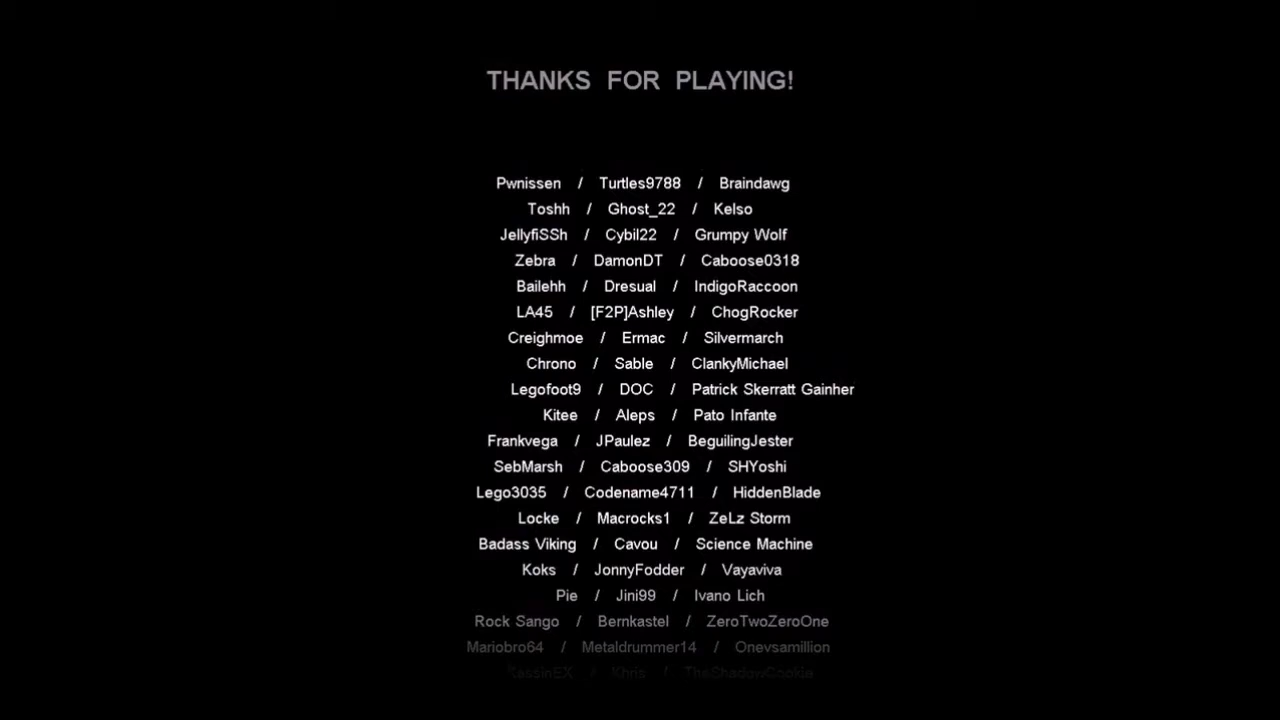 THANKS FOR PLAYING!
Pwnissen / Turtles9788 / Braindawg
Toshh / Ghost_22 / Kelso
JellyfiSSh / Cybil22 / Grumpy Wolf
Zebra / DamonDT / Caboose0318
Bailehh / Dresual / IndigoRaccoon
LA45 / [F2P]Ashley / ChogRocker
Creighmoe / Ermac / Silvermarch
Chrono / Sable / ClankyMichael
Legofoot9 / DOC / Patrick Skerratt Gainher
Kitee / Aleps / Pato Infante
Frankvega / JPaulez / BeguilingJester
SebMarsh / Caboose309 / SHYoshi
Lego3035 / Codename4711 / HiddenBlade
Locke / Macrocks1 / ZeLz Storm
Badass Viking / Cavou / Science Machine
Koks / JonnyFodder / Vayaviva
Pie / Jini99 / Ivano Lich
Rock Sango / Bernkastel / ZeroTwoZeroOne
Mariobro64 / Metaldrummer14 / Onevsamillion
/ Khris / TheShadowCookie